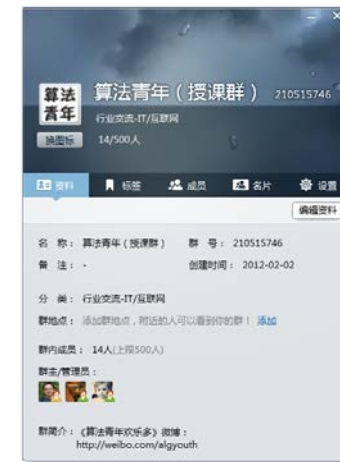 算法
青年
算法青年（授课群） 210515746
行业交流-IT/互联网
换图标 14/500人
资料 标签 成员 名片 设置
编辑资料
名 称： 算法青年（授课群） 群 号： 210515746
备 注： - 创建时间： 2012-02-02
分 类： 行业交流-IT/互联网
群地点： 添加群地点，附近的人可以看到你的群！ 添加
群内成员： 14人(上限500人)
群主/管理员：
群简介： 《算法青年欢乐多》微博：
http://weibo.com/algyouth